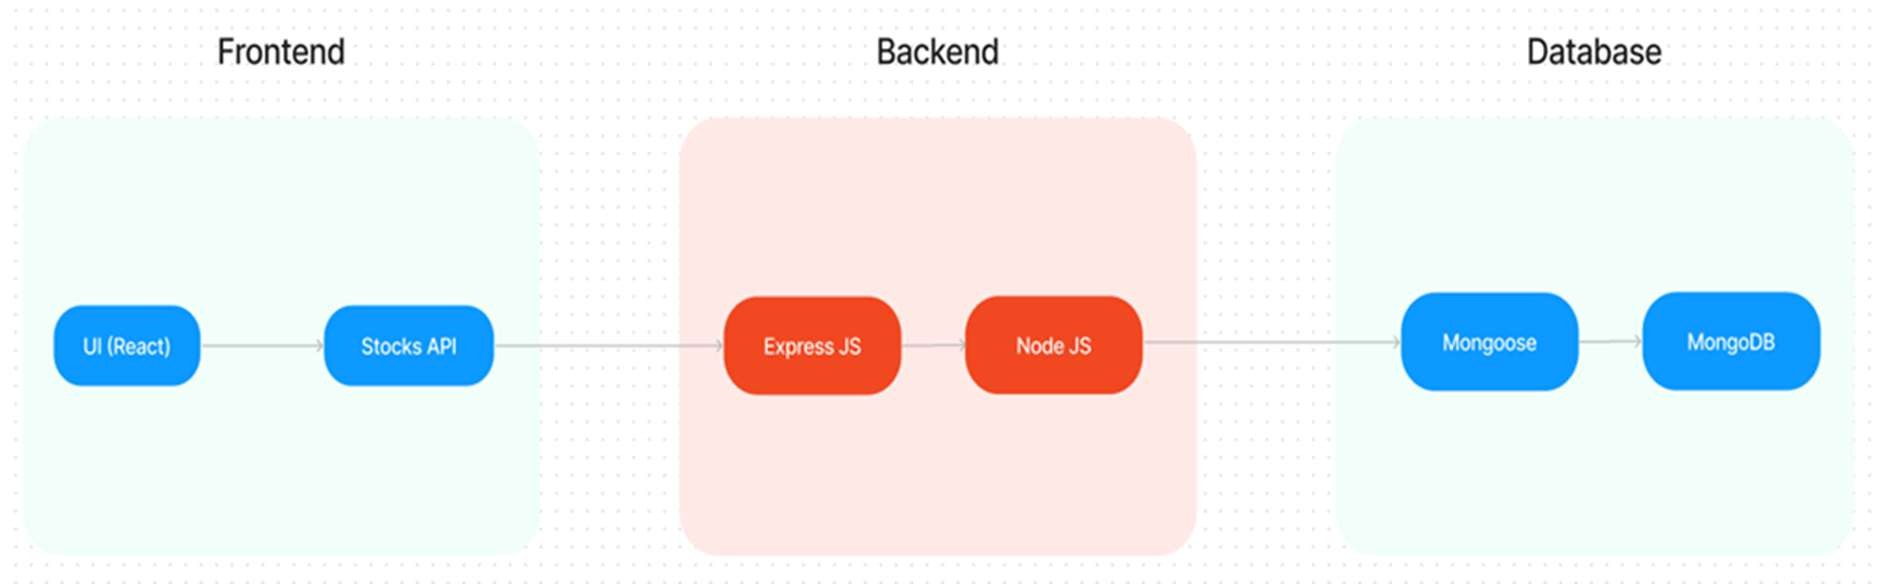 Frontend
Backend
Database
UI (React)
Stocks API
Express JS
Node JS
Mongoose
MongoDB